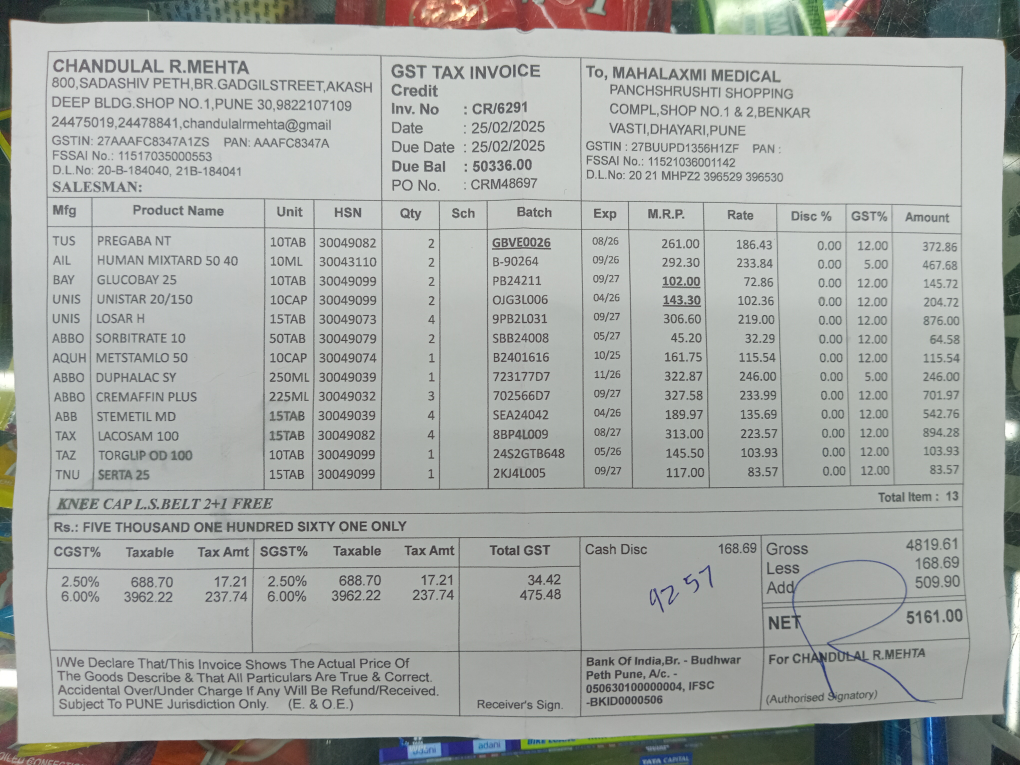 CHANDULAL R.MEHTA
800,SADASHIV PETH,BR.GADGILSTREET,AKASH
DEEP BLDG.SHOP NO.1,PUNE 30,9822107109
24475019,24478841,chandulalrmehta@gmail
GSTIN: 27AAAFC8347A1ZS PAN: AAAFC8347A
FSSAI No.: 11517035000553
D.L.No: 20-B-184040, 21B-184041
SALESMAN:
GST TAX INVOICE
Credit
Inv. No : CR/6291
Date : 25/02/2025
Due Date : 25/02/2025
Due Bal : 50336.00
PO No. : CRM48697
To, MAHALAXMI MEDICAL
PANCHSHRUSHTI SHOPPING
COMPL,SHOP NO.1 & 2,BENKAR
VASTI,DHAYARI,PUNE
GSTIN : 27BUUPD1356H1ZF PAN :
FSSAI No.: 11521036001142
D.L.No: 20 21 MHPZ2 396529 396530
Mfg Product Name Unit HSN Qty Sch Batch Exp M.R.P. Rate Disc % GST% Amount
TUS PREGABA NT 10TAB 30049082 2 GBVE0026 08/26 261.00 186.43 0.00 12.00 372.86
AIL HUMAN MIXTARD 50 40 10ML 30043110 2 B-90264 09/26 292.30 233.84 0.00 5.00 467.68
BAY GLUCOBAY 25 10TAB 30049099 2 PB24211 09/27 102.00 72.86 0.00 12.00 145.72
UNIS UNISTAR 20/150 10CAP 30049099 2 OJG3L006 04/26 143.30 102.36 0.00 12.00 204.72
UNIS LOSAR H 15TAB 30049073 4 9PB2L031 09/27 306.60 219.00 0.00 12.00 876.00
ABBO SORBITRATE 10 50TAB 30049079 2 SBB24008 05/27 45.20 32.29 0.00 12.00 64.58
AQUH METSTAMLO 50 10CAP 30049074 1 B2401616 10/25 161.75 115.54 0.00 12.00 115.54
ABBO DUPHALAC SY 250ML 30049039 1 723177D7 11/26 322.87 246.00 0.00 5.00 246.00
ABBO CREMAFFIN PLUS 225ML 30049032 3 702566D7 09/27 327.58 233.99 0.00 12.00 701.97
ABB STEMETIL MD 15TAB 30049039 4 SEA24042 04/26 189.97 135.69 0.00 12.00 542.76
TAX LACOSAM 100 15TAB 30049082 4 8BP4L009 08/27 313.00 223.57 0.00 12.00 894.28
TAZ TORGLIP OD 100 10TAB 30049099 1 24S2GTB648 05/26 145.50 103.93 0.00 12.00 103.93
TNU SERTA 25 15TAB 30049099 1 2KJ4L005 09/27 117.00 83.57 0.00 12.00 83.57
KNEE CAP L.S.BELT 2+1 FREE
Total Item : 13
Rs.: FIVE THOUSAND ONE HUNDRED SIXTY ONE ONLY
CGST% Taxable Tax Amt SGST% Taxable Tax Amt Total GST
2.50% 688.70 17.21 2.50% 688.70 17.21 34.42
6.00% 3962.22 237.74 6.00% 3962.22 237.74 475.48
Cash Disc 168.69
9257
Gross 4819.61
Less 168.69
Add 509.90
NET 5161.00
I/We Declare That/This Invoice Shows The Actual Price Of
The Goods Describe & That All Particulars Are True & Correct.
Accidental Over/Under Charge If Any Will Be Refund/Received.
Subject To PUNE Jurisdiction Only. (E. & O.E.)
Receiver's Sign.
Bank Of India,Br. - Budhwar
Peth Pune, A/c. -
050630100000004, IFSC
-BKID0000506
For CHANDULAL R.MEHTA
(Authorised Signatory)
adani
TATA CAPITAL